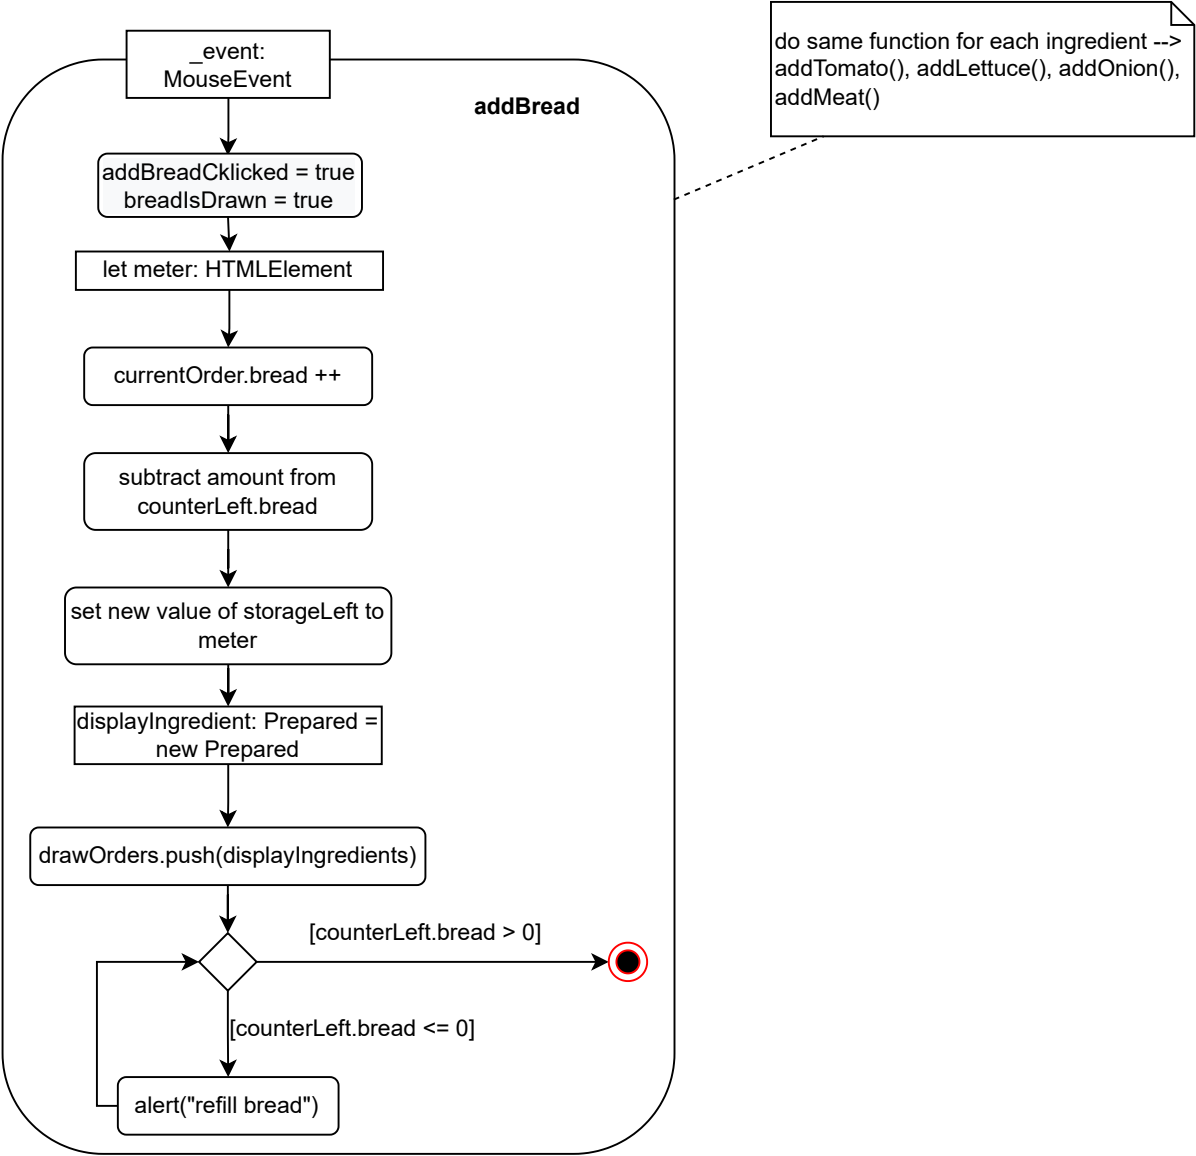 _event:
MouseEvent
addBread
do same function for each ingredient -->
addTomato(), addLettuce(), addOnion(),
addMeat()
addBreadCklicked = true
breadIsDrawn = true
let meter: HTMLElement
currentOrder.bread ++
subtract amount from
counterLeft.bread
set new value of storageLeft to
meter
displayIngredient: Prepared =
new Prepared
drawOrders.push(displayIngredients)
[counterLeft.bread > 0]
[counterLeft.bread <= 0]
alert("refill bread")